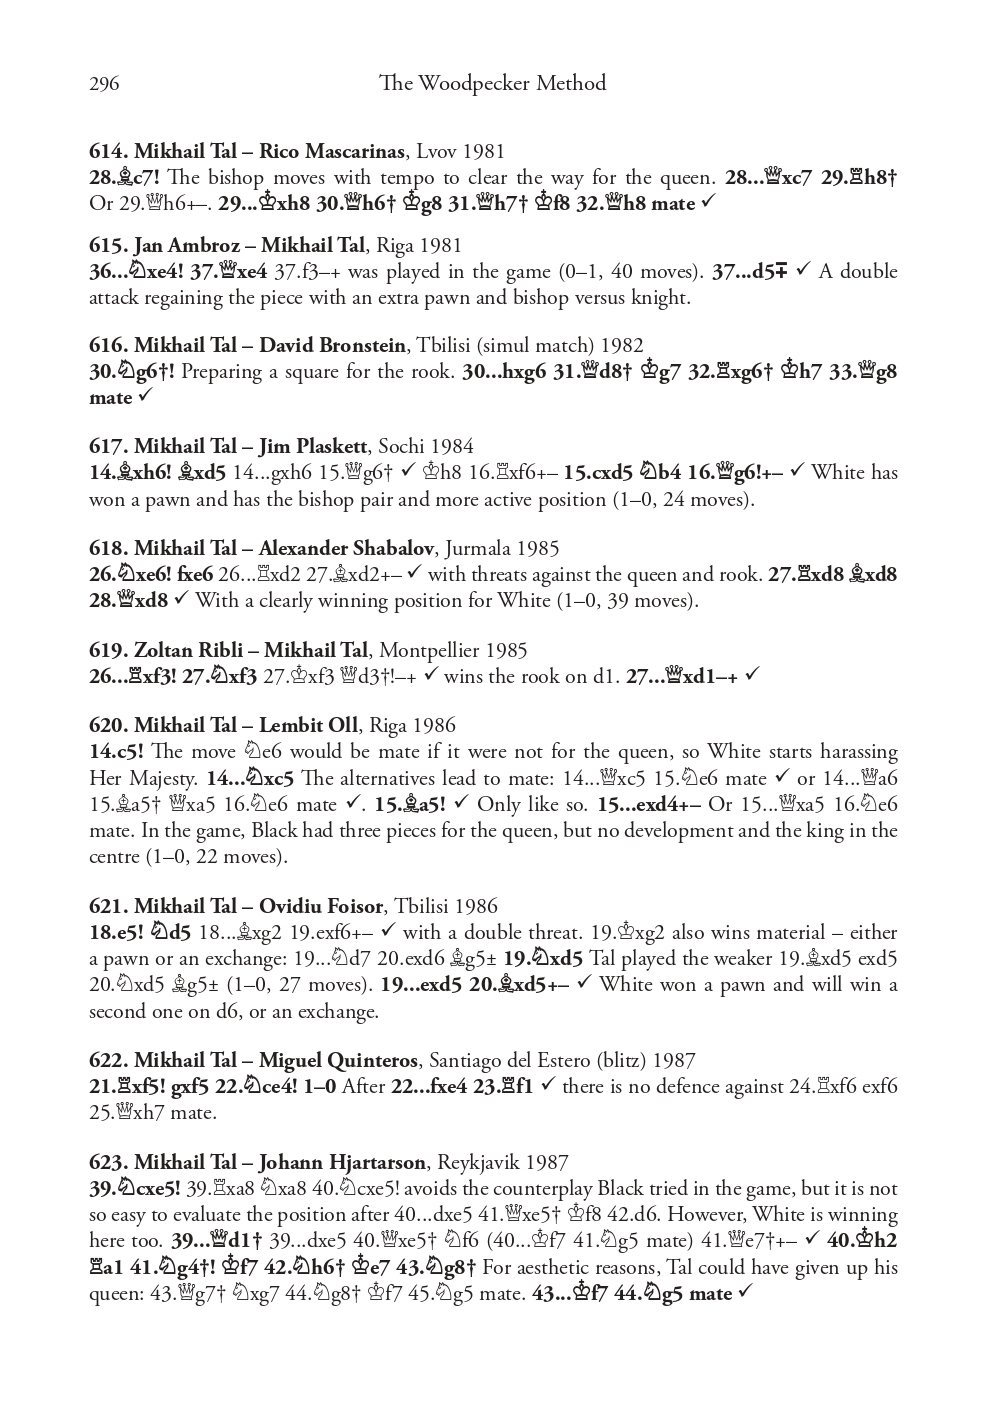 296 The Woodpecker Method
614. Mikhail Tal – Rico Mascarinas, Lvov 1981
28.♗c7! The bishop moves with tempo to clear the way for the queen. 28...♕xc7 29.♖h8†
Or 29.♕h6+–. 29...♔xh8 30.♕h6† ♔g8 31.♕h7† ♔f8 32.♕h8 mate ✓
615. Jan Ambroz – Mikhail Tal, Riga 1981
36...♘xe4! 37.♕xe4 37.f3–+ was played in the game (0–1, 40 moves). 37...d5∓ ✓ A double
attack regaining the piece with an extra pawn and bishop versus knight.
616. Mikhail Tal – David Bronstein, Tbilisi (simul match) 1982
30.♘g6†! Preparing a square for the rook. 30...hxg6 31.♕d8† ♔g7 32.♖xg6† ♔h7 33.♕g8
mate ✓
617. Mikhail Tal – Jim Plaskett, Sochi 1984
14.♗xh6! ♗xd5 14...gxh6 15.♕g6† ✓ ♔h8 16.♖xf6+– 15.cxd5 ♘b4 16.♕g6!+– ✓ White has
won a pawn and has the bishop pair and more active position (1–0, 24 moves).
618. Mikhail Tal – Alexander Shabalov, Jurmala 1985
26.♘xe6! fxe6 26...♖xd2 27.♗xd2+– ✓ with threats against the queen and rook. 27.♖xd8 ♗xd8
28.♕xd8 ✓ With a clearly winning position for White (1–0, 39 moves).
619. Zoltan Ribli – Mikhail Tal, Montpellier 1985
26...♖xf3! 27.♘xf3 27.♔xf3 ♕d3†!–+ ✓ wins the rook on d1. 27...♕xd1–+ ✓
620. Mikhail Tal – Lembit Oll, Riga 1986
14.c5! The move ♘e6 would be mate if it were not for the queen, so White starts harassing
Her Majesty. 14...♘xc5 The alternatives lead to mate: 14...♕xc5 15.♘e6 mate ✓ or 14...♕a6
15.♗a5† ♕xa5 16.♘e6 mate ✓. 15.♗a5! ✓ Only like so. 15...exd4+– Or 15...♕xa5 16.♘e6
mate. In the game, Black had three pieces for the queen, but no development and the king in the
centre (1–0, 22 moves).
621. Mikhail Tal – Ovidiu Foisor, Tbilisi 1986
18.e5! ♘d5 18...♗xg2 19.exf6+– ✓ with a double threat. 19.♔xg2 also wins material – either
a pawn or an exchange: 19...♘d7 20.exd6 ♗g5± 19.♘xd5 Tal played the weaker 19.♗xd5 exd5
20.♘xd5 ♗g5± (1–0, 27 moves). 19...exd5 20.♗xd5+– ✓ White won a pawn and will win a
second one on d6, or an exchange.
622. Mikhail Tal – Miguel Quinteros, Santiago del Estero (blitz) 1987
21.♖xf5! gxf5 22.♘ce4! 1–0 After 22...fxe4 23.♖f1 ✓ there is no defence against 24.♖xf6 exf6
25.♕xh7 mate.
623. Mikhail Tal – Johann Hjartarson, Reykjavik 1987
39.♘cxe5! 39.♖xa8 ♘xa8 40.♘cxe5! avoids the counterplay Black tried in the game, but it is not
so easy to evaluate the position after 40...dxe5 41.♕xe5† ♔f8 42.d6. However, White is winning
here too. 39...♕d1† 39...dxe5 40.♕xe5† ♘f6 (40...♔f7 41.♘g5 mate) 41.♕e7†+– ✓ 40.♔h2
♖a1 41.♘g4†! ♔f7 42.♘h6† ♔e7 43.♘g8† For aesthetic reasons, Tal could have given up his
queen: 43.♕g7† ♘xg7 44.♘g8† ♔f7 45.♘g5 mate. 43...♔f7 44.♘g5 mate ✓